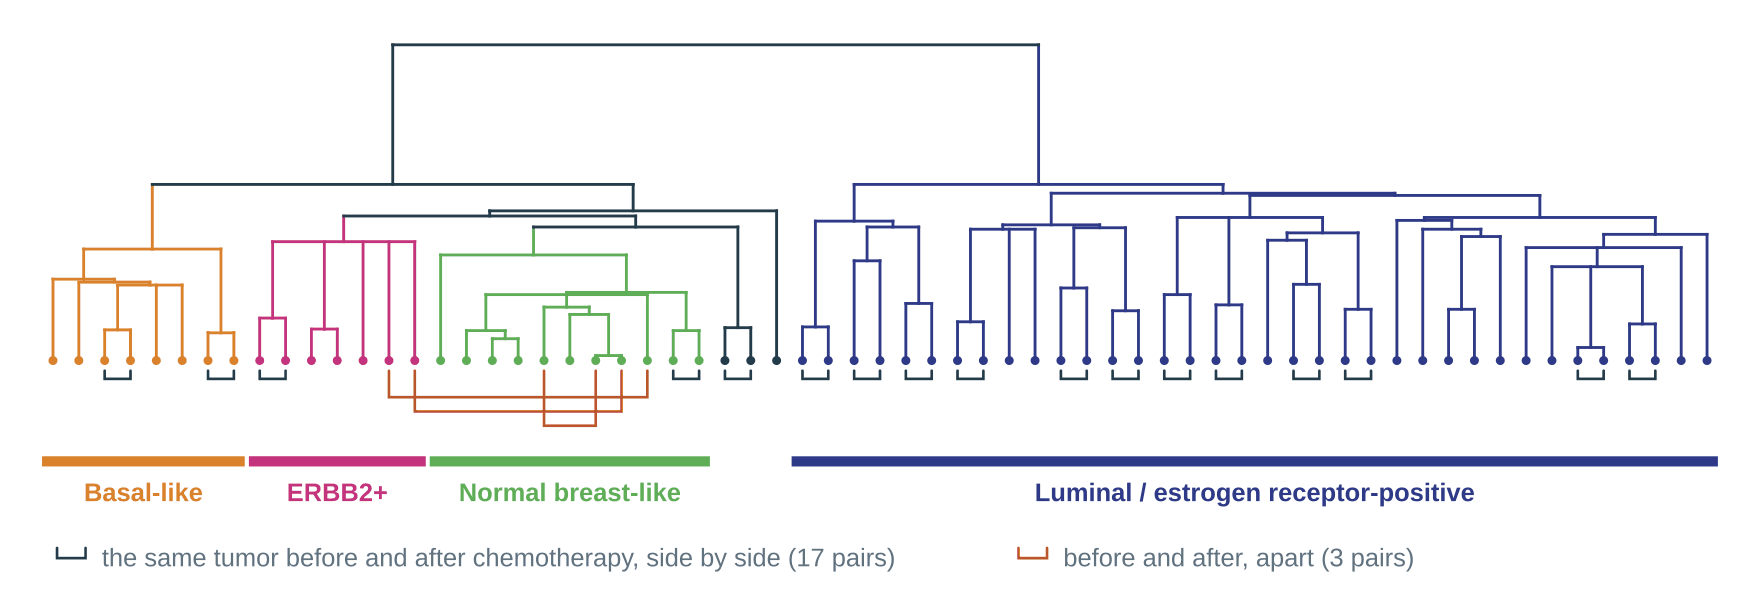 Basal-like
ERBB2+
Normal breast-like
Luminal / estrogen receptor-positive
the same tumor before and after chemotherapy, side by side (17 pairs)
before and after, apart (3 pairs)